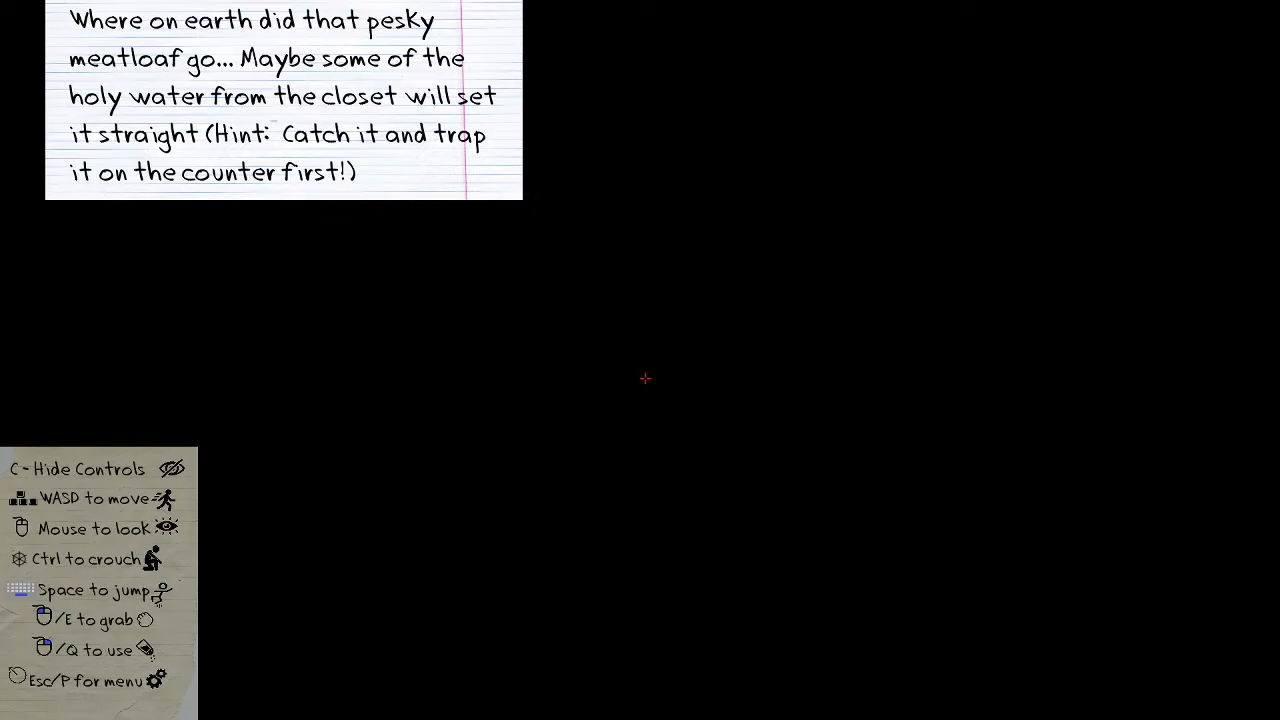 Where on earth did that pesky
meatloaf go... Maybe some of the
holy water from the closet will set
it straight (Hint: Catch it and trap
it on the counter first!)
C - Hide Controls
WASD to move
Mouse to look
Ctrl to crouch
Space to jump
/E to grab
/Q to use
Esc/P for menu